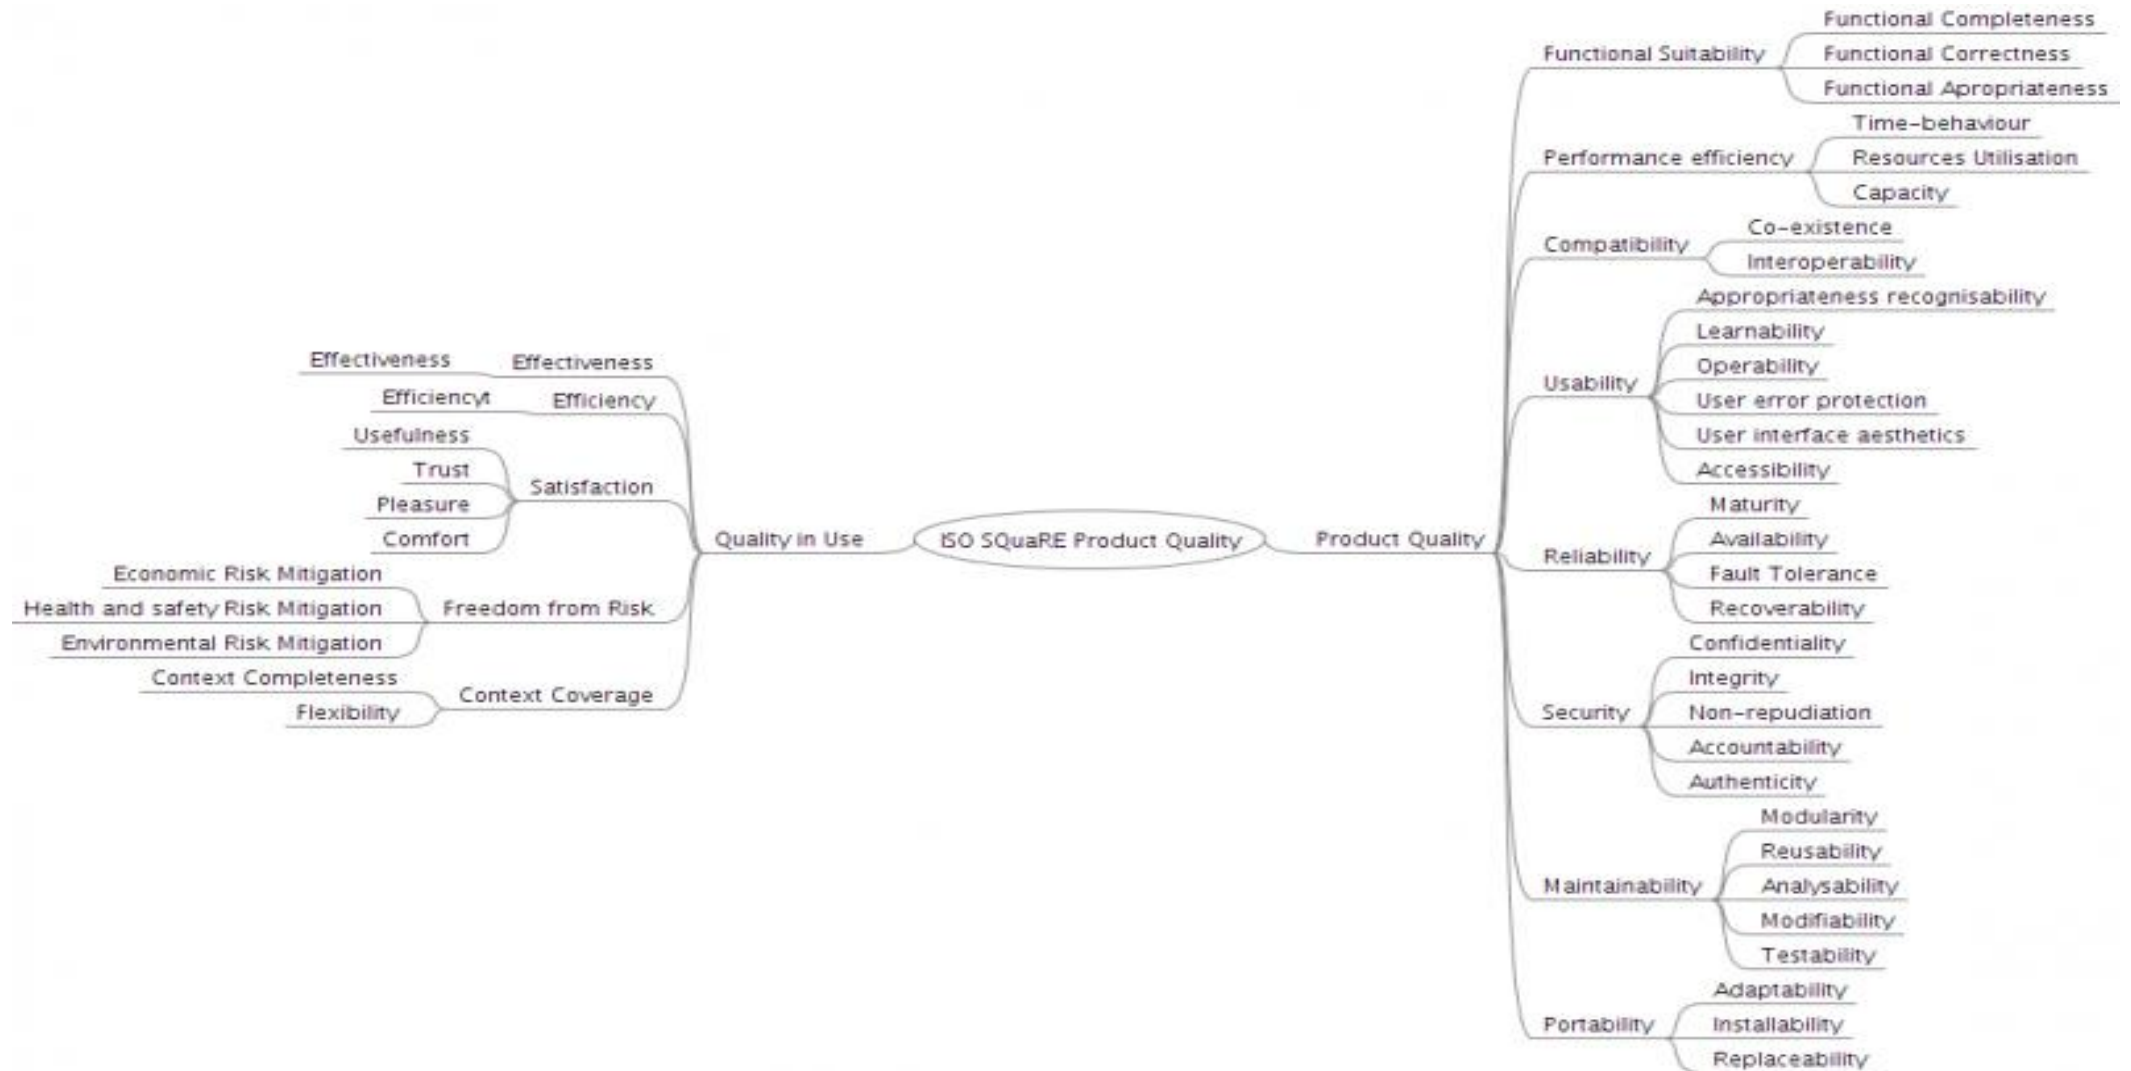 ISO SQuaRE Product Quality
Quality in Use
Effectiveness
Effectiveness
Efficiency
Efficiencyt
Satisfaction
Usefulness
Trust
Pleasure
Comfort
Freedom from Risk
Economic Risk Mitigation
Health and safety Risk Mitigation
Environmental Risk Mitigation
Context Coverage
Context Completeness
Flexibility
Product Quality
Functional Suitability
Functional Completeness
Functional Correctness
Functional Apropriateness
Performance efficiency
Time-behaviour
Resources Utilisation
Capacity
Compatibility
Co-existence
Interoperability
Usability
Appropriateness recognisability
Learnability
Operability
User error protection
User interface aesthetics
Accessibility
Reliability
Maturity
Availability
Fault Tolerance
Recoverability
Security
Confidentiality
Integrity
Non-repudiation
Accountability
Authenticity
Maintainability
Modularity
Reusability
Analysability
Modifiability
Testability
Portability
Adaptability
Installability
Replaceability